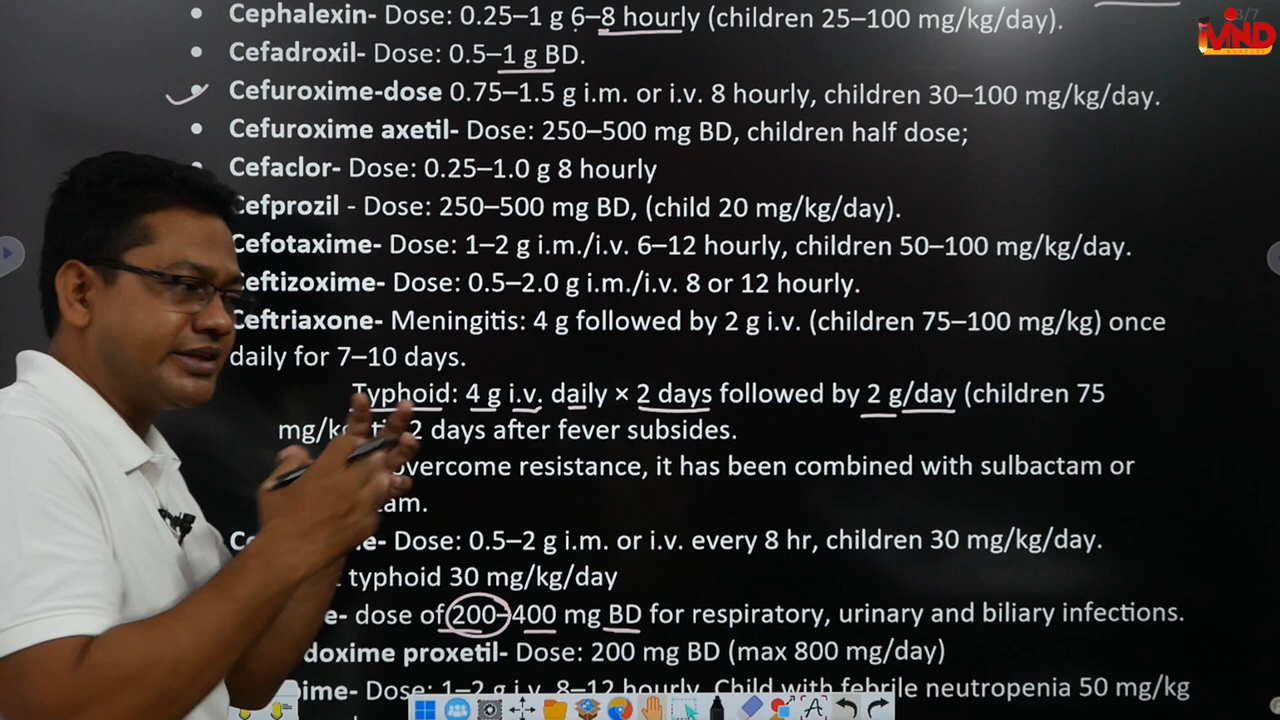 Cephalexin- Dose: 0.25–1 g 6–8 hourly (children 25–100 mg/kg/day).
Cefadroxil- Dose: 0.5–1 g BD.
Cefuroxime-dose 0.75–1.5 g i.m. or i.v. 8 hourly, children 30–100 mg/kg/day.
Cefuroxime axetil- Dose: 250–500 mg BD, children half dose;
Cefaclor- Dose: 0.25–1.0 g 8 hourly
Cefprozil - Dose: 250–500 mg BD, (child 20 mg/kg/day).
Cefotaxime- Dose: 1–2 g i.m./i.v. 6–12 hourly, children 50–100 mg/kg/day.
Ceftizoxime- Dose: 0.5–2.0 g i.m./i.v. 8 or 12 hourly.
Ceftriaxone- Meningitis: 4 g followed by 2 g i.v. (children 75–100 mg/kg) once
daily for 7–10 days.
Typhoid: 4 g i.v. daily × 2 days followed by 2 g/day (children 75
2 days after fever subsides.
overcome resistance, it has been combined with sulbactam or
e- Dose: 0.5–2 g i.m. or i.v. every 8 hr, children 30 mg/kg/day.
typhoid 30 mg/kg/day
e- dose of 200–400 mg BD for respiratory, urinary and biliary infections.
doxime proxetil- Dose: 200 mg BD (max 800 mg/day)
ime- Dose: 1–2 g i.v. 8–12 hourly. Child with febrile neutropenia 50 mg/kg
MIND
NURTURE